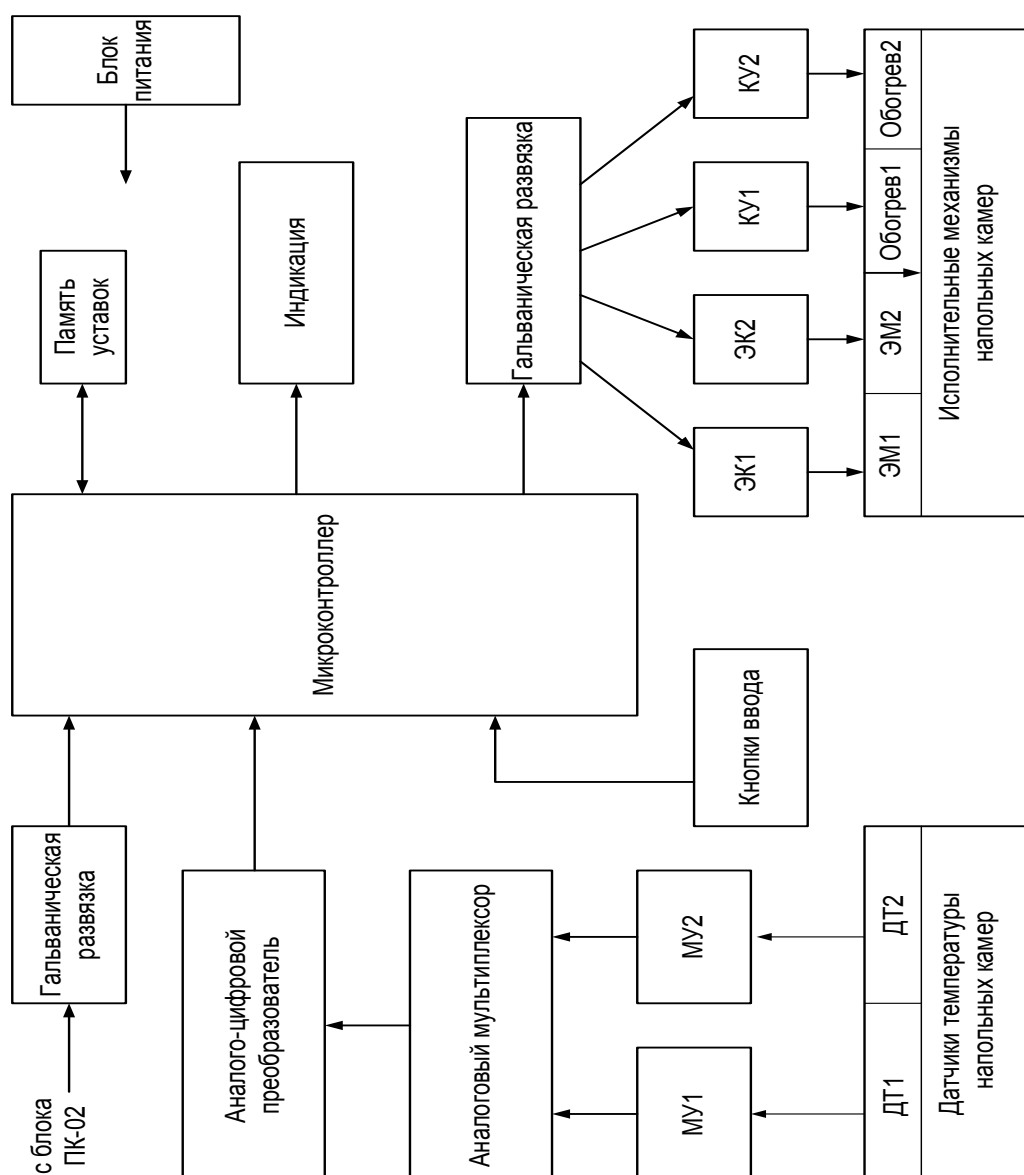 Блок
питания
Память
уставок
Индикация
Гальваническая развязка
КУ2
КУ1
ЭК2
ЭК1
Обогрев2
Обогрев1
ЭМ2
ЭМ1
Исполнительные механизмы
напольных камер
Микроконтроллер
Кнопки ввода
с блока
ПК-02
Гальваническая
развязка
Аналого-цифровой
преобразователь
Аналоговый мультиплексор
МУ2
МУ1
ДТ2
ДТ1
Датчики температуры
напольных камер